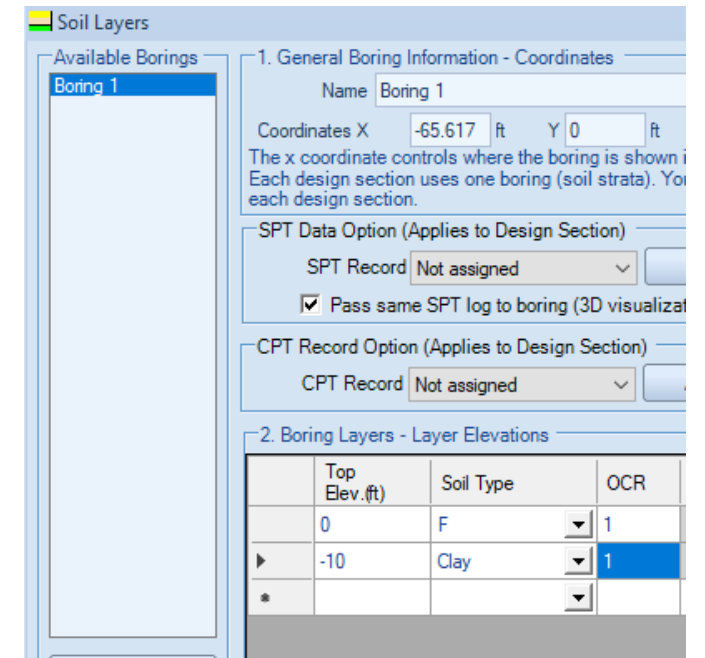 Soil Layers
Available Borings
Boring 1
1. General Boring Information - Coordinates
Name Boring 1
Coordinates X -65.617 ft Y 0 ft
The x coordinate controls where the boring is shown i
Each design section uses one boring (soil strata). Yo
each design section.
SPT Data Option (Applies to Design Section)
SPT Record Not assigned
Pass same SPT log to boring (3D visualizat
CPT Record Option (Applies to Design Section)
CPT Record Not assigned
2. Boring Layers - Layer Elevations
Top Elev.(ft) Soil Type OCR
0 F 1
-10 Clay 1